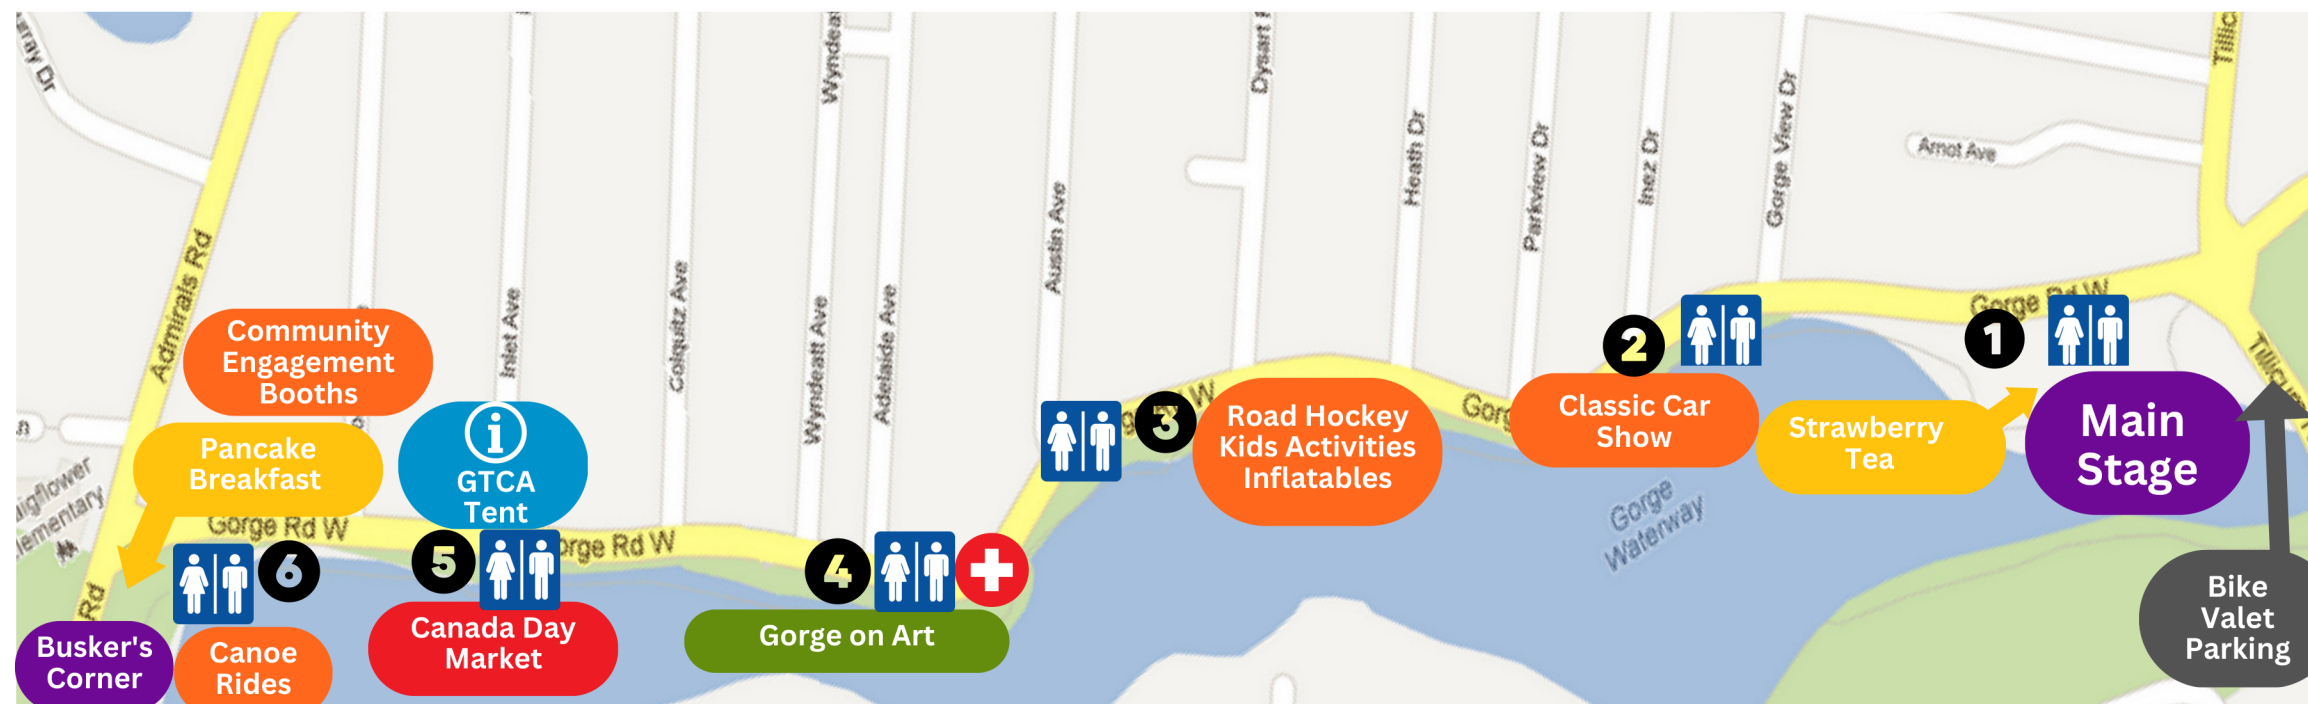 Dr
Admirals Rd
Inlet Ave
Colquitz Ave
Wyndeatt Ave
Adelaide Ave
Austin Ave
Dysart
Heath Dr
Parkview Dr
Inez Dr
Gorge View Dr
Arnot Ave
Gorge Rd W
1
2
3
4
5
6
Community
Engagement
Booths
Pancake
Breakfast
GTCA
Tent
Gorge Rd W
Rd W
Road Hockey
Kids Activities
Inflatables
Classic Car
Show
Strawberry
Tea
Main
Stage
Gorge
Waterway
Bike
Valet
Parking
Rd
Busker's
Corner
Canoe
Rides
Canada Day
Market
Gorge on Art